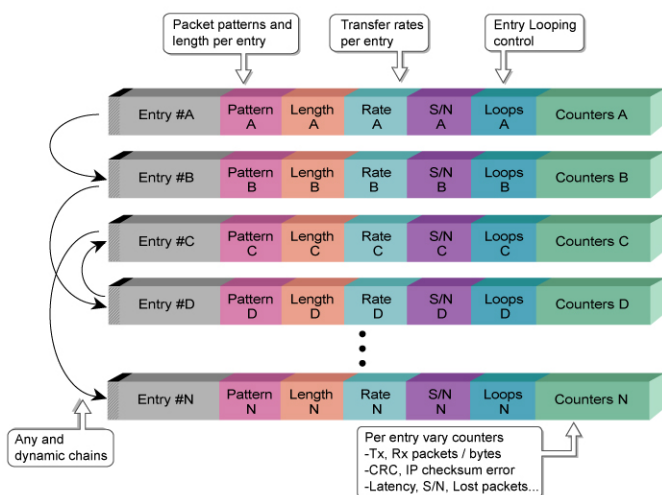 Packet patterns and
length per entry
Transfer rates
per entry
Entry Looping
control
Entry #A
Pattern
A
Length
A
Rate
A
S/N
A
Loops
A
Counters A
Entry #B
Pattern
B
Length
B
Rate
B
S/N
B
Loops
B
Counters B
Entry #C
Pattern
C
Length
C
Rate
C
S/N
C
Loops
C
Counters C
Entry #D
Pattern
D
Length
D
Rate
D
S/N
D
Loops
D
Counters D
Entry #N
Pattern
N
Length
N
Rate
N
S/N
N
Loops
N
Counters N
Any and
dynamic chains
Per entry vary counters
-Tx, Rx packets / bytes
-CRC, IP checksum error
-Latency, S/N, Lost packets...